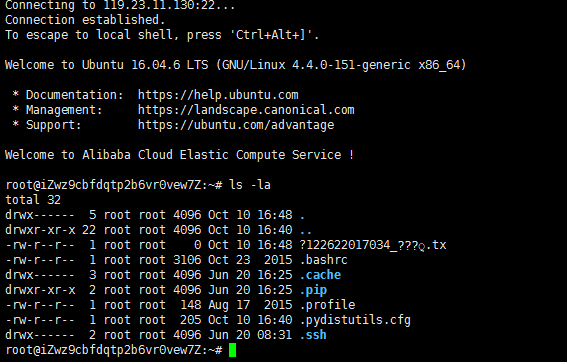 Connecting to 119.23.11.130:22...
Connection established.
To escape to local shell, press 'Ctrl+Alt+]'.
Welcome to Ubuntu 16.04.6 LTS (GNU/Linux 4.4.0-151-generic x86_64)
* Documentation: https://help.ubuntu.com
* Management: https://landscape.canonical.com
* Support: https://ubuntu.com/advantage
Welcome to Alibaba Cloud Elastic Compute Service !
root@iZwz9cbfdqtp2b6vr0vew7Z:~# ls -la
total 32
drwx------ 5 root root 4096 Oct 10 16:48 .
drwxr-xr-x 22 root root 4096 Oct 10 16:40 ..
-rw-r--r-- 1 root root 0 Oct 10 16:48 ?122622017034_???Q.tx
-rw-r--r-- 1 root root 3106 Oct 23 2015 .bashrc
drwx------ 3 root root 4096 Jun 20 16:25 .cache
drwxr-xr-x 2 root root 4096 Jun 20 16:25 .pip
-rw-r--r-- 1 root root 148 Aug 17 2015 .profile
-rw-r--r-- 1 root root 205 Oct 10 16:40 .pydistutils.cfg
drwx------ 2 root root 4096 Jun 20 08:31 .ssh
root@iZwz9cbfdqtp2b6vr0vew7Z:~#